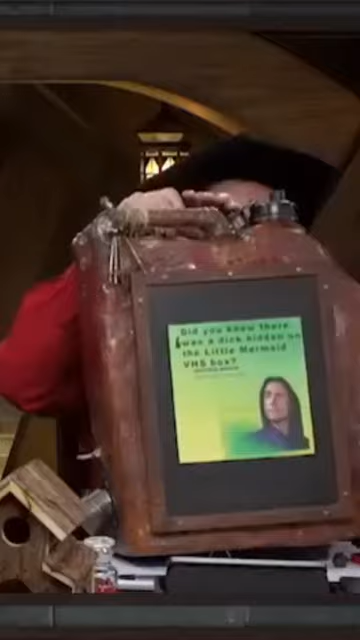 Did you know there
was a dick hidden on
the Little Mermaid
VHS box?